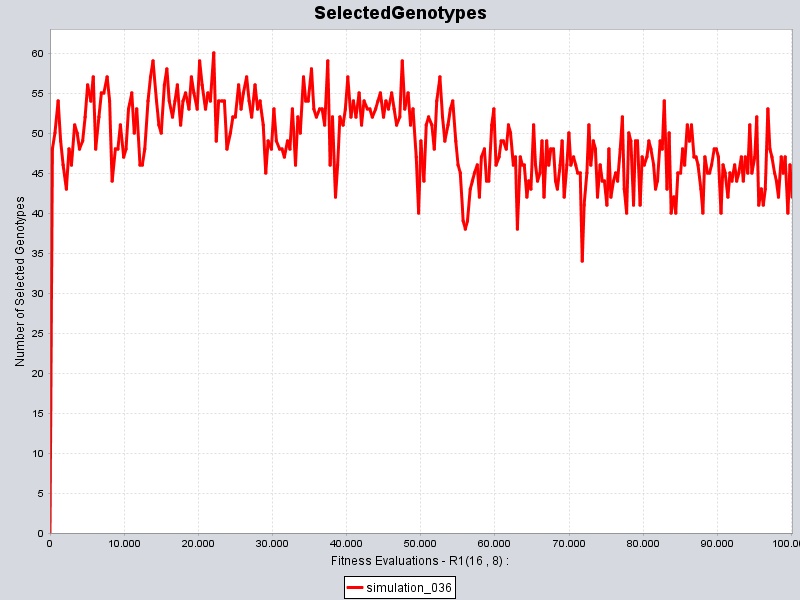 SelectedGenotypes
Number of Selected Genotypes
60
55
50
45
40
35
30
25
20
15
10
5
0
0 10.000 20.000 30.000 40.000 50.000 60.000 70.000 80.000 90.000 100.0
Fitness Evaluations - R1(16 , 8) :
simulation_036